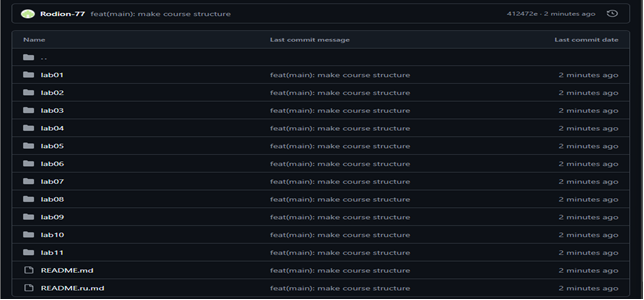 Rodion-77 feat(main): make course structure 412472e · 2 minutes ago
Name Last commit message Last commit date
..
lab01 feat(main): make course structure 2 minutes ago
lab02 feat(main): make course structure 2 minutes ago
lab03 feat(main): make course structure 2 minutes ago
lab04 feat(main): make course structure 2 minutes ago
lab05 feat(main): make course structure 2 minutes ago
lab06 feat(main): make course structure 2 minutes ago
lab07 feat(main): make course structure 2 minutes ago
lab08 feat(main): make course structure 2 minutes ago
lab09 feat(main): make course structure 2 minutes ago
lab10 feat(main): make course structure 2 minutes ago
lab11 feat(main): make course structure 2 minutes ago
README.md feat(main): make course structure 2 minutes ago
README.ru.md feat(main): make course structure 2 minutes ago